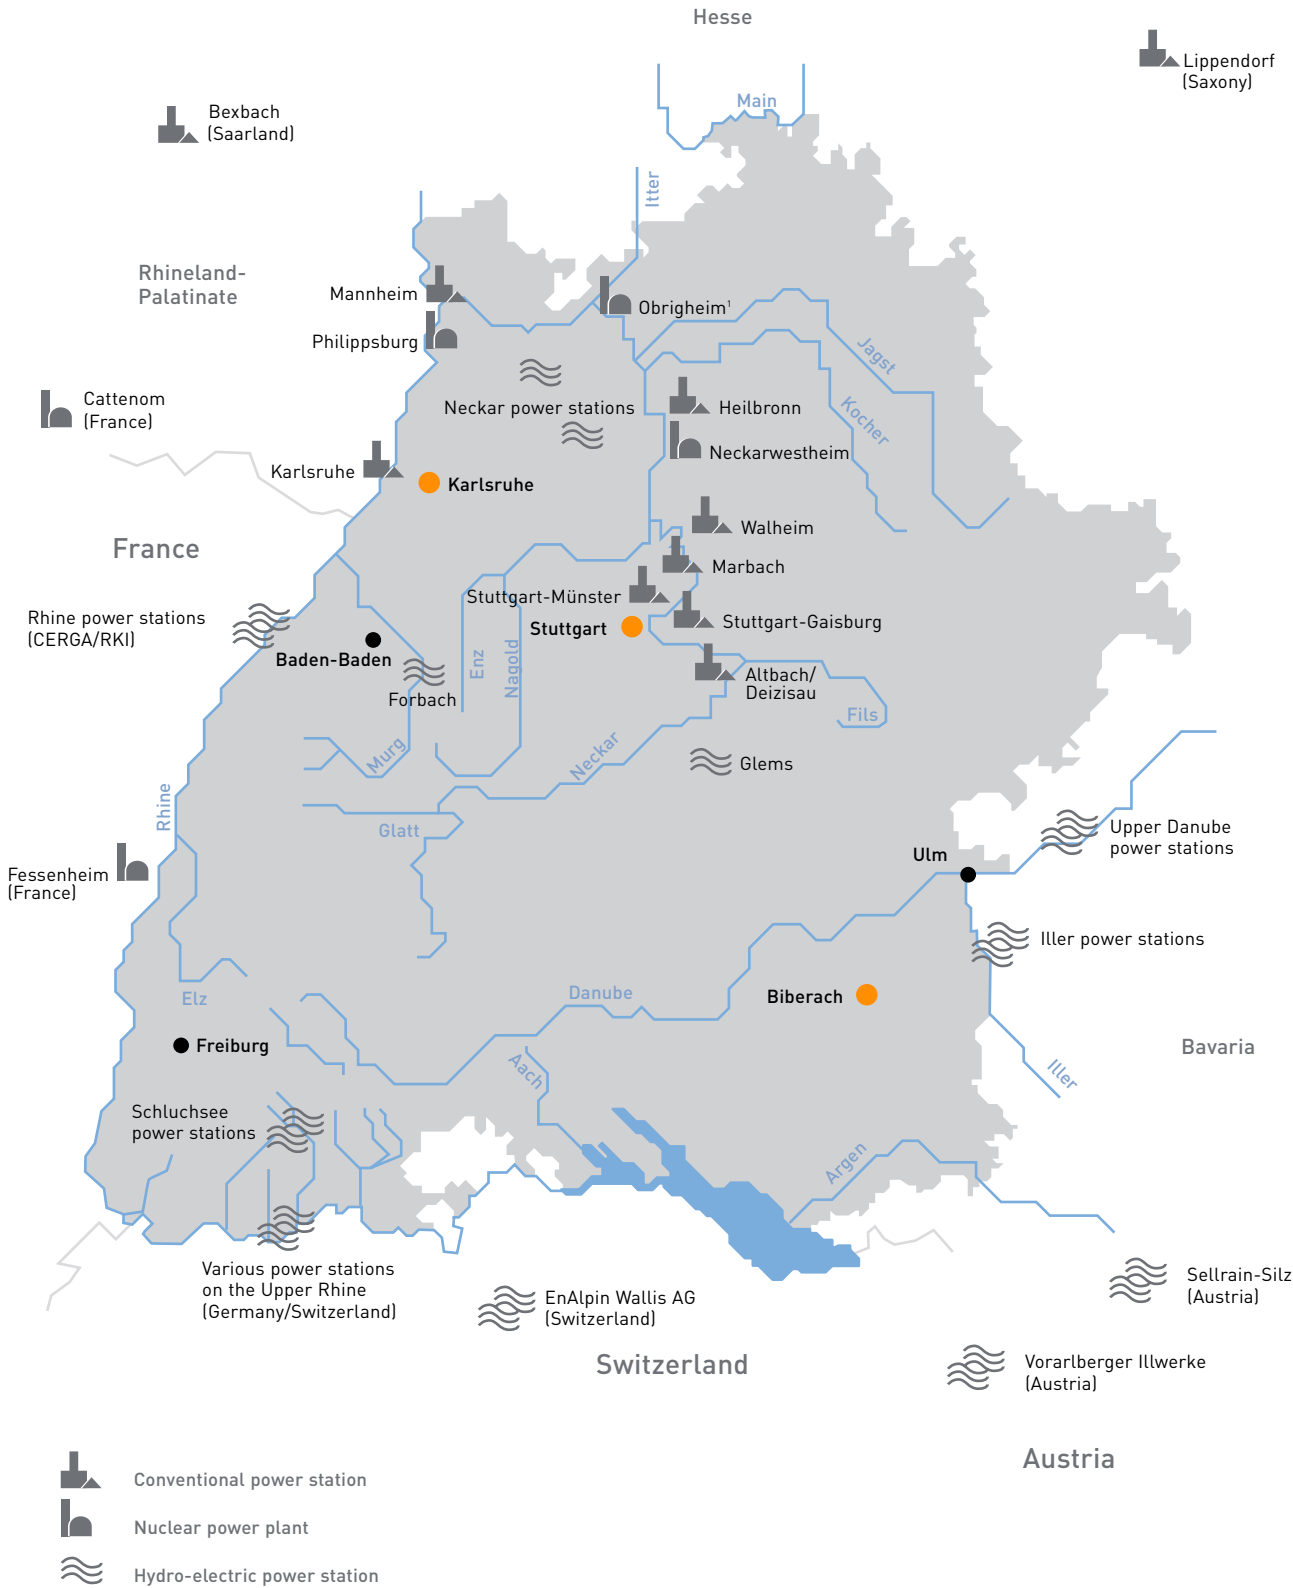 Hesse
Lippendorf
(Saxony)
Main
Bexbach
(Saarland)
Itter
Rhineland-
Palatinate
Mannheim
Obrigheim¹
Philippsburg
Jagst
Cattenom
(France)
Neckar power stations
Heilbronn
Kocher
Neckarwestheim
Karlsruhe
Karlsruhe
Walheim
France
Marbach
Stuttgart-Münster
Rhine power stations
(CERGA/RKI)
Stuttgart
Stuttgart-Gaisburg
Baden-Baden
Enz
Nagold
Forbach
Altbach/
Deizisau
Fils
Murg
Neckar
Glems
Rhine
Glatt
Upper Danube
power stations
Ulm
Fessenheim
(France)
Iller power stations
Elz
Danube
Biberach
Freiburg
Bavaria
Aach
Iller
Schluchsee
power stations
Argen
Various power stations
on the Upper Rhine
(Germany/Switzerland)
EnAlpin Wallis AG
(Switzerland)
Sellrain-Silz
(Austria)
Switzerland
Vorarlberger Illwerke
(Austria)
Austria
Conventional power station
Nuclear power plant
Hydro-electric power station